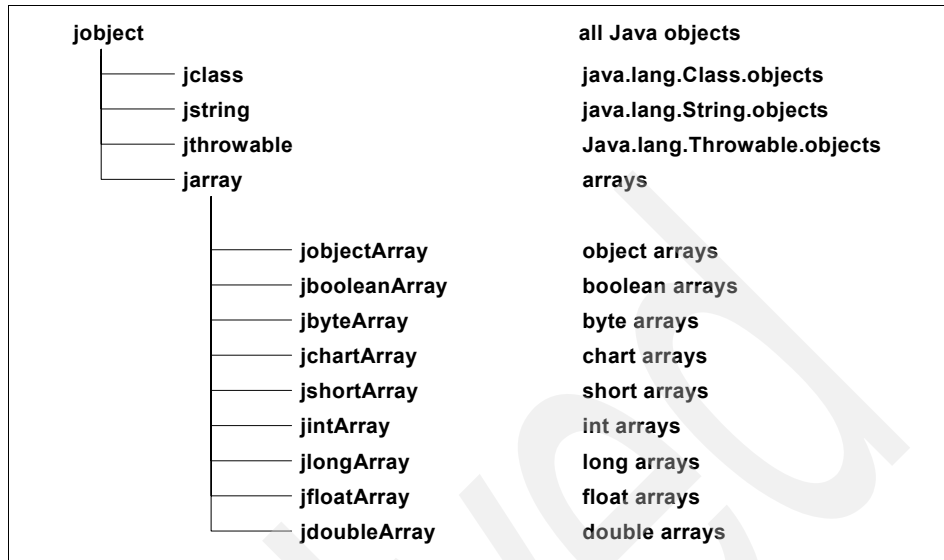 jobject all Java objects
jclass java.lang.Class.objects
jstring java.lang.String.objects
jthrowable Java.lang.Throwable.objects
jarray arrays
jobjectArray object arrays
jbooleanArray boolean arrays
jbyteArray byte arrays
jchartArray chart arrays
jshortArray short arrays
jintArray int arrays
jlongArray long arrays
jfloatArray float arrays
jdoubleArray double arrays